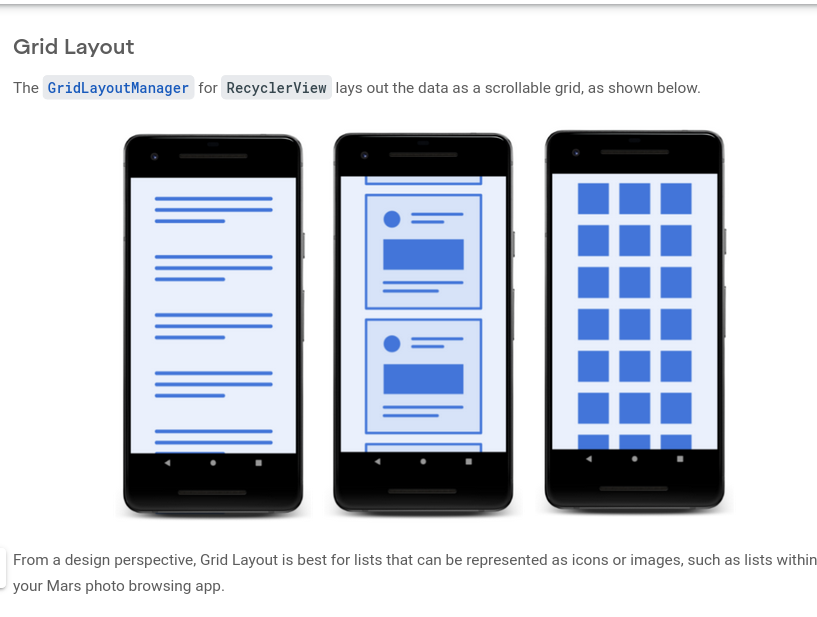 Grid Layout
The GridLayoutManager for RecyclerView lays out the data as a scrollable grid, as shown below.
From a design perspective, Grid Layout is best for lists that can be represented as icons or images, such as lists within
your Mars photo browsing app.